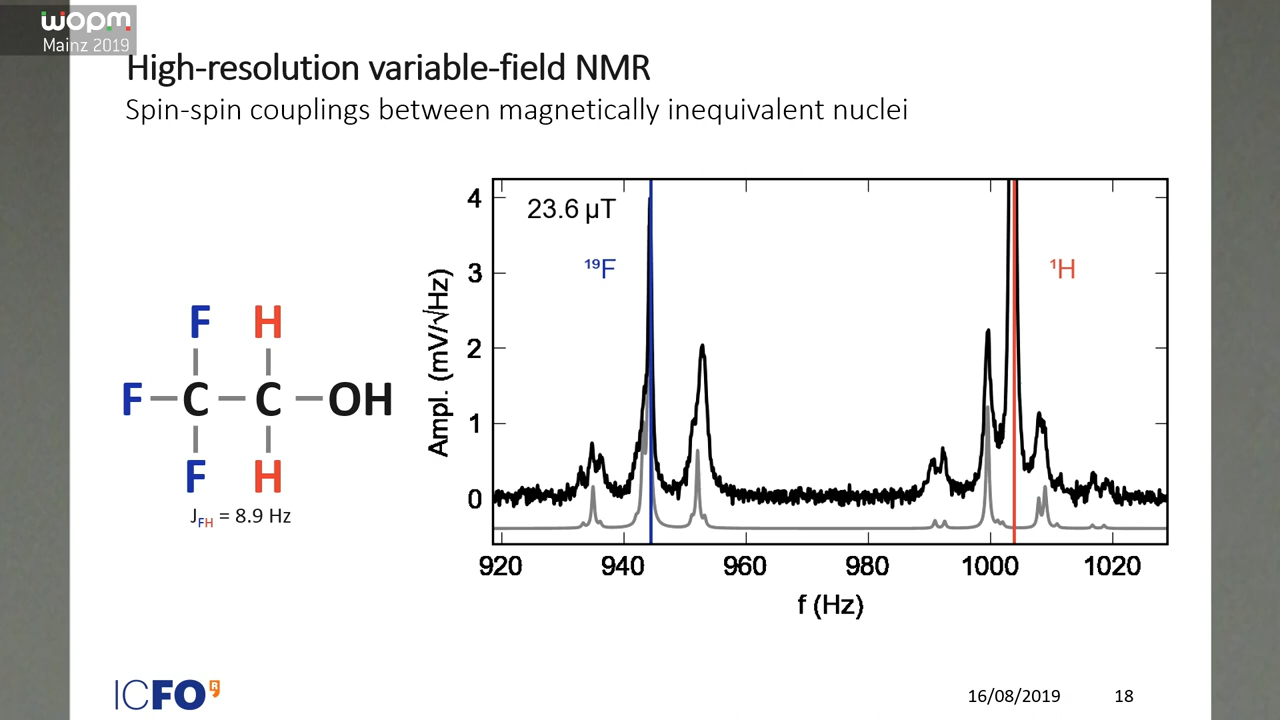 wopm
Mainz 2019
High-resolution variable-field NMR
Spin-spin couplings between magnetically inequivalent nuclei
4
3
2
1
0
Ampl. (mV/√Hz)
23.6 µT
¹⁹F
¹H
920 940 960 980 1000 1020
f (Hz)
F H
F C C OH
F H
J_FH = 8.9 Hz
ICFO R
16/08/2019 18